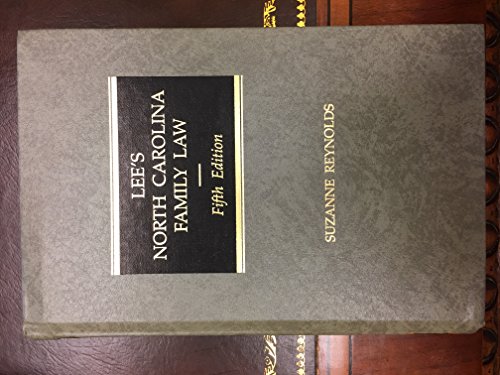 LEE'S
NORTH CAROLINA
FAMILY LAW
Fifth Edition
SUZANNE REYNOLDS